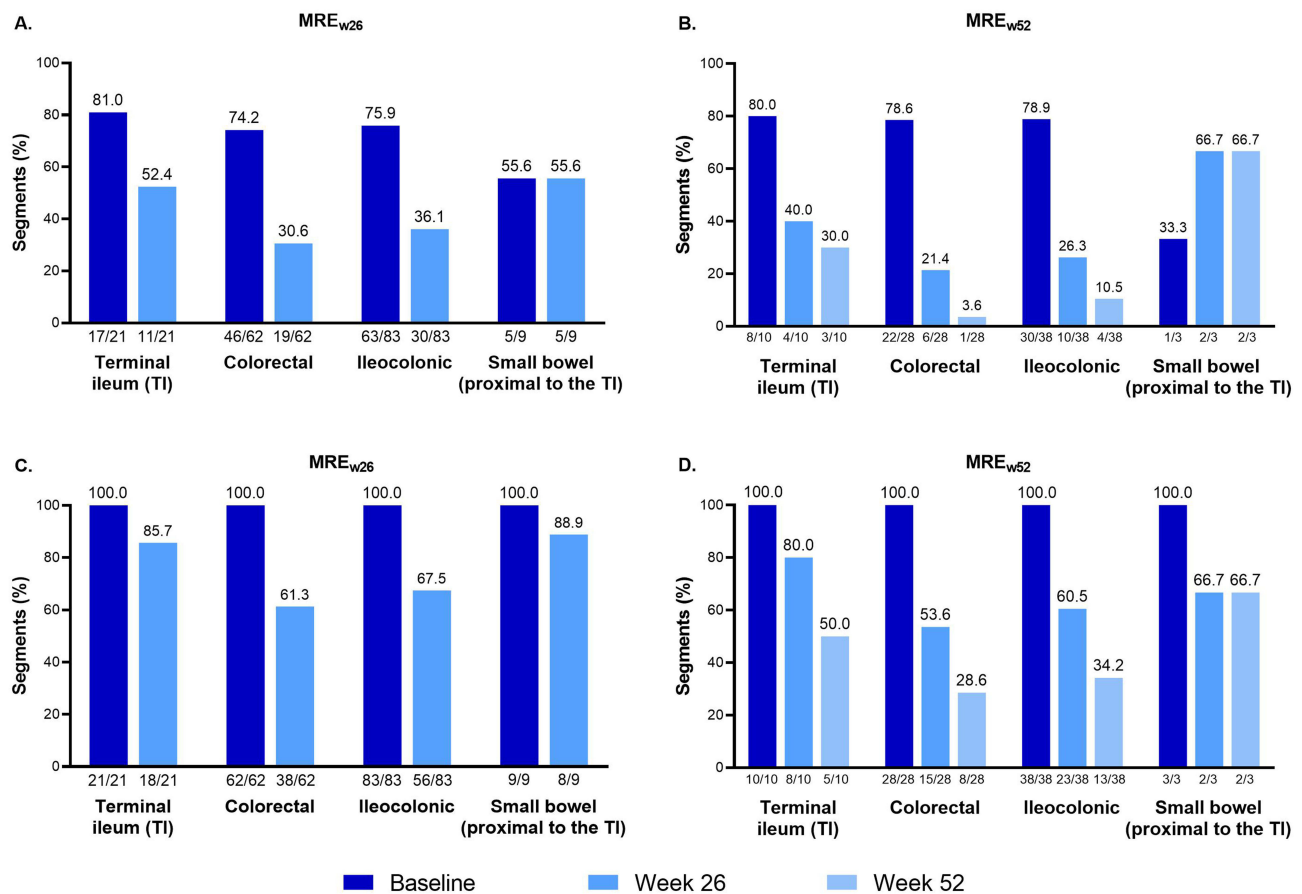 A.
MREw26
Segments (%)
100
80
60
40
20
0
81.0
52.4
74.2
30.6
75.9
36.1
55.6
55.6
17/21 11/21
46/62 19/62
63/83 30/83
5/9 5/9
Terminal
ileum (TI)
Colorectal
Ileocolonic
Small bowel
(proximal to the TI)
B.
MREw52
Segments (%)
100
80
60
40
20
0
80.0
40.0
30.0
78.6
21.4
3.6
78.9
26.3
10.5
33.3
66.7
66.7
8/10 4/10 3/10
22/28 6/28 1/28
30/38 10/38 4/38
1/3 2/3 2/3
Terminal
ileum (TI)
Colorectal
Ileocolonic
Small bowel
(proximal to the TI)
C.
MREw26
Segments (%)
100
80
60
40
20
0
100.0
85.7
100.0
61.3
100.0
67.5
100.0
88.9
21/21 18/21
62/62 38/62
83/83 56/83
9/9 8/9
Terminal
ileum (TI)
Colorectal
Ileocolonic
Small bowel
(proximal to the TI)
D.
MREw52
Segments (%)
100
80
60
40
20
0
100.0
80.0
50.0
100.0
53.6
28.6
100.0
60.5
34.2
100.0
66.7
66.7
10/10 8/10 5/10
28/28 15/28 8/28
38/38 23/38 13/38
3/3 2/3 2/3
Terminal
ileum (TI)
Colorectal
Ileocolonic
Small bowel
(proximal to the TI)
Baseline
Week 26
Week 52